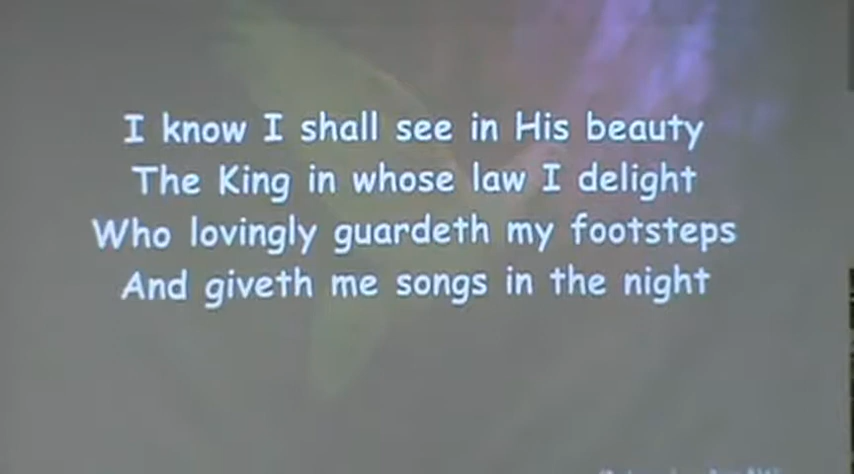 I know I shall see in His beauty
The King in whose law I delight
Who lovingly guardeth my footsteps
And giveth me songs in the night